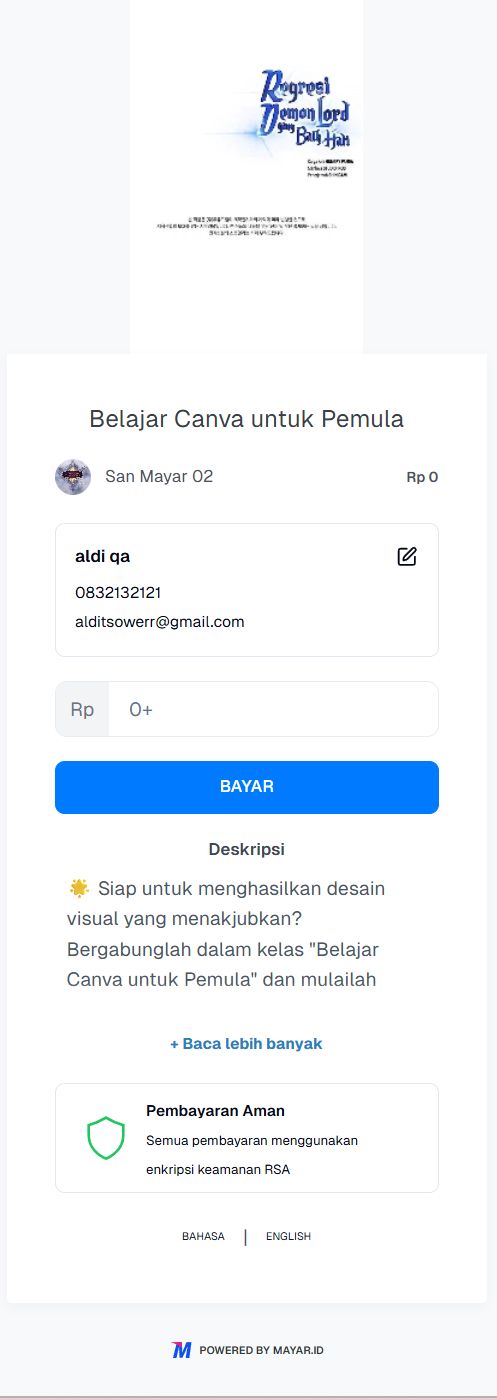 Regresi
Demon Lord
yang Baik Hati
Belajar Canva untuk Pemula
San Mayar 02
Rp 0
aldi qa
0832132121
alditsowerr@gmail.com
Rp
0+
BAYAR
Deskripsi
🌟 Siap untuk menghasilkan desain
visual yang menakjubkan?
Bergabunglah dalam kelas "Belajar
Canva untuk Pemula" dan mulailah
+ Baca lebih banyak
Pembayaran Aman
Semua pembayaran menggunakan
enkripsi keamanan RSA
BAHASA | ENGLISH
POWERED BY MAYAR.ID